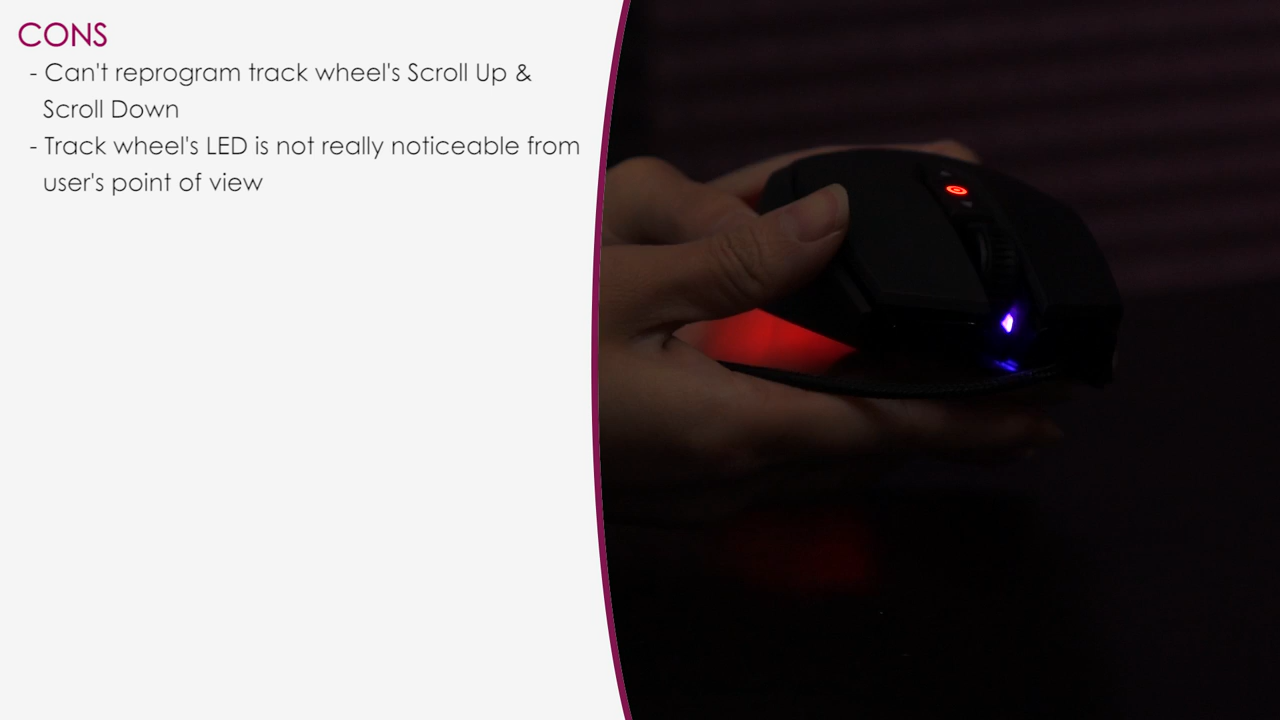 CONS
- Can't reprogram track wheel's Scroll Up &
Scroll Down
- Track wheel's LED is not really noticeable from
user's point of view